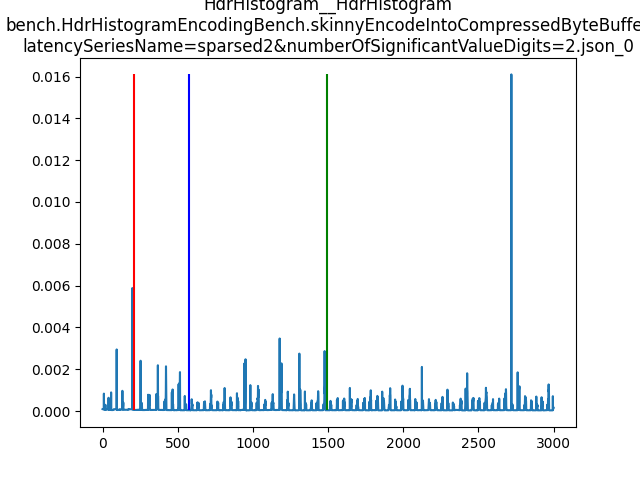 HdrHistogram__HdrHistogram
bench.HdrHistogramEncodingBench.skinnyEncodeIntoCompressedByteBuffe
latencySeriesName=sparsed2&numberOfSignificantValueDigits=2.json_0
0.016
0.014
0.012
0.010
0.008
0.006
0.004
0.002
0.000
0 500 1000 1500 2000 2500 3000